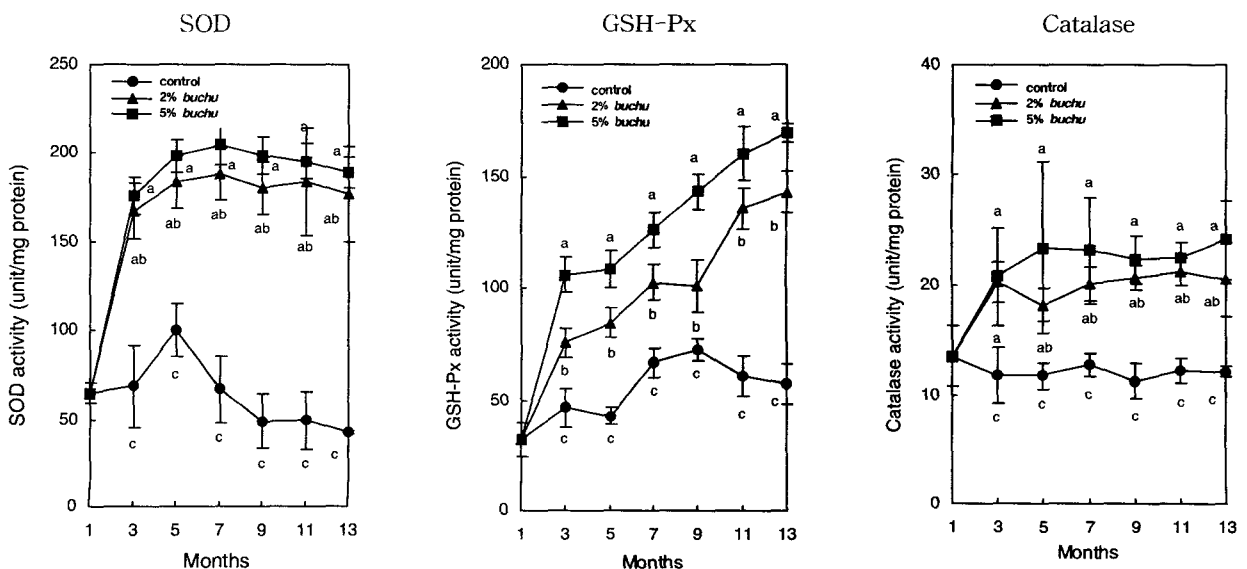 SOD
GSH-Px
Catalase
SOD activity (unit/mg protein)
250
200
150
100
50
0
control
2% buchu
5% buchu
a
a
a
a
a
a
ab
ab
ab
ab
ab
ab
c
c
c
c
c
c
1 3 5 7 9 11 13
Months
GSH-Px activity (unit/mg protein)
200
150
100
50
0
control
2% buchu
5% buchu
a
a
a
a
a
a
b
b
b
b
b
b
c
c
c
c
c
c
1 3 5 7 9 11 13
Months
Catalase activity (unit/mg protein)
40
30
20
10
0
control
2% buchu
5% buchu
a
a
a
a
a
a
a
ab
ab
ab
ab
ab
c
c
c
c
c
c
1 3 5 7 9 11 13
Months